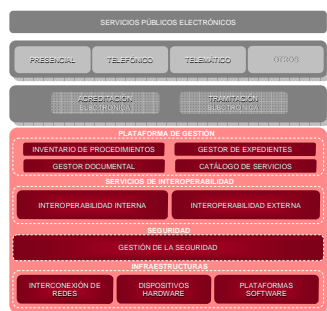 SERVICIOS PÚBLICOS ELECTRÓNICOS
PRESENCIAL TELEFÓNICO TELEMÁTICO OTROS
ACREDITACIÓN TRAMITACIÓN
ELECTRÓNICA ELECTRÓNICA
PLATAFORMA DE GESTIÓN
INVENTARIO DE PROCEDIMIENTOS GESTOR DE EXPEDIENTES
GESTOR DOCUMENTAL CATÁLOGO DE SERVICIOS
SERVICIOS DE INTEROPERABILIDAD
INTEROPERABILIDAD INTERNA INTEROPERABILIDAD EXTERNA
SEGURIDAD
GESTIÓN DE LA SEGURIDAD
INFRAESTRUCTURAS
INTERCONEXIÓN DE DISPOSITIVOS PLATAFORMAS
REDES HARDWARE SOFTWARE